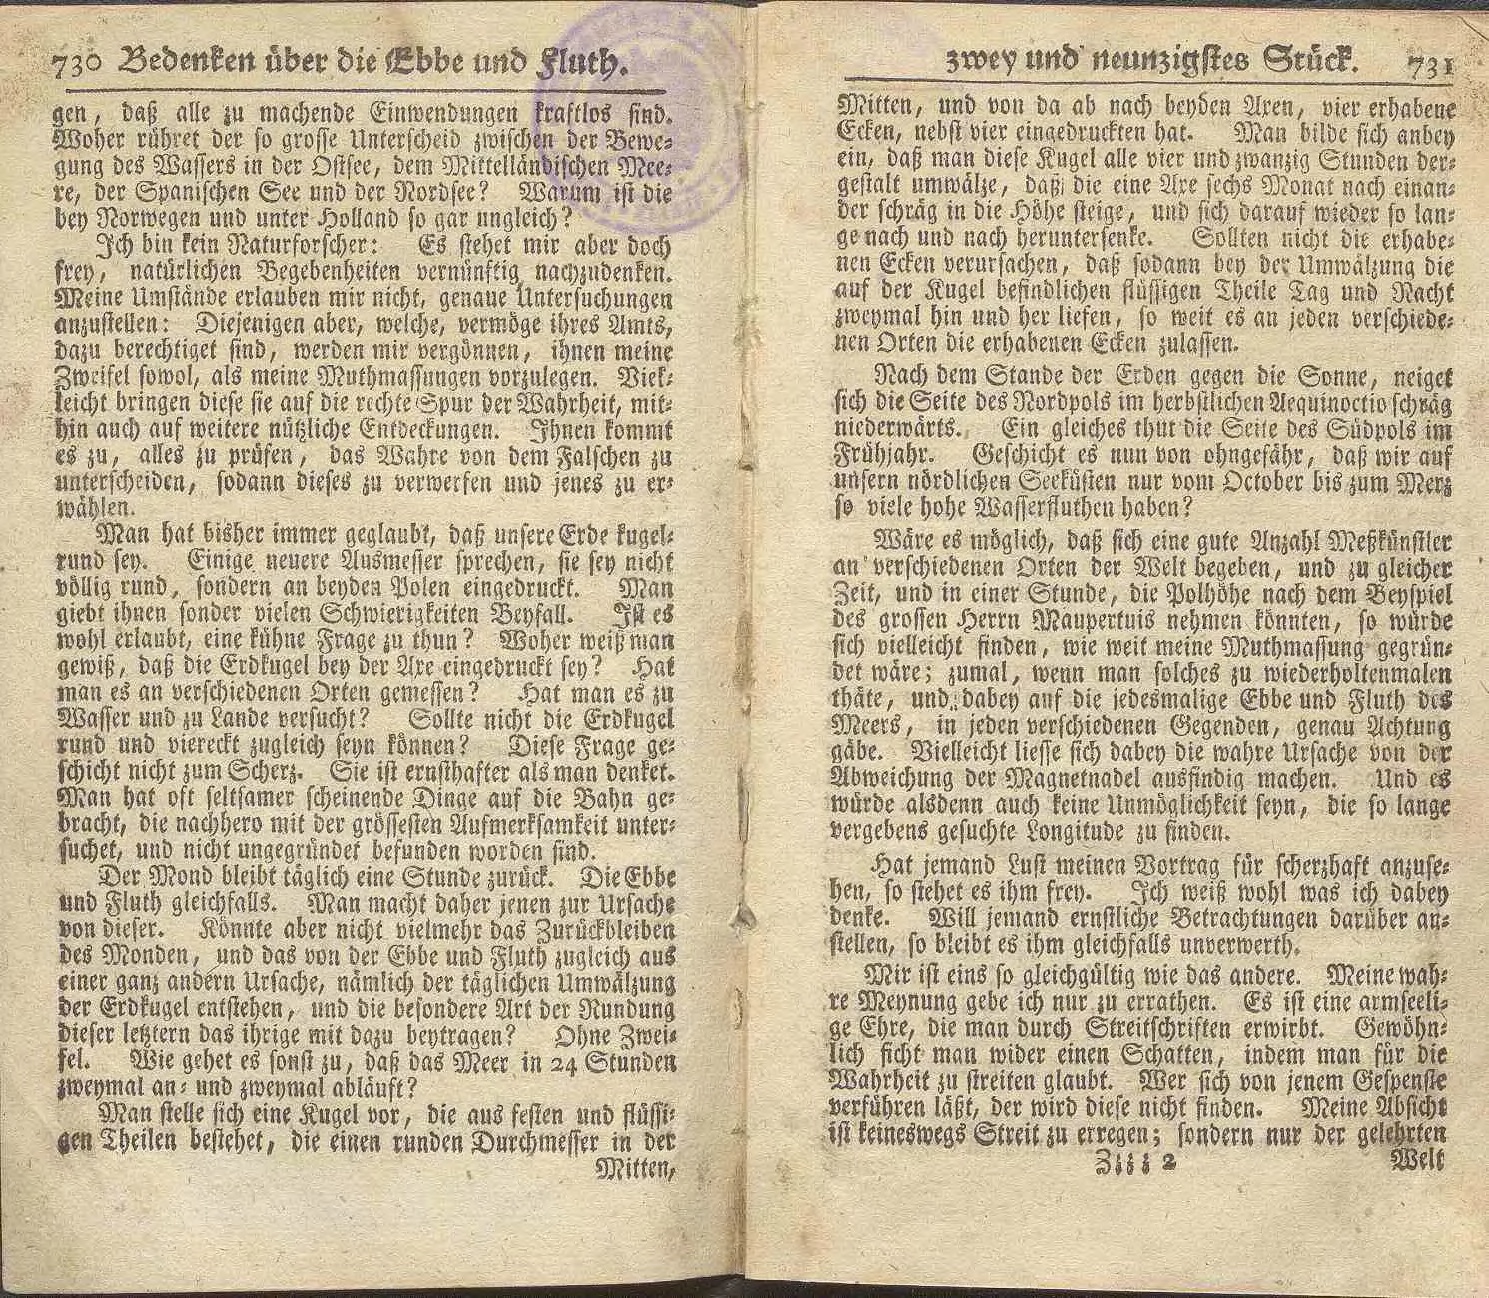 730 Bedenken über die Ebbe und Fluth.
gen, daß alle zu machende Einwendungen kraftlos sind.
Woher rühret der so grosse Unterscheid zwischen der Bewe-
gung des Wassers in der Ostsee, dem Mittelländischen Mee-
re, der Spanischen See und der Nordsee? Warum ist die
bey Norwegen und unter Holland so gar ungleich?
Ich bin kein Naturforscher: Es stehet mir aber doch
frey, natürlichen Begebenheiten vernünftig nachzudenken.
Meine Umstände erlauben mir nicht, genaue Untersuchungen
anzustellen: Diejenigen aber, welche, vermöge ihres Amts,
dazu berechtiget sind, werden mir vergönnen, ihnen meine
Zweifel sowol, als meine Muthmassungen vorzulegen. Viel-
leicht bringen diese sie auf die rechte Spur der Wahrheit, mit-
hin auch auf weitere nützliche Entdeckungen. Ihnen kommt
es zu, alles zu prüfen, das Wahre von dem Falschen zu
unterscheiden, sodann dieses zu verwerfen und jenes zu er-
wählen.
Man hat bisher immer geglaubt, daß unsere Erde kugel-
rund sey. Einige neuere Ausmesser sprechen, sie sey nicht
völlig rund, sondern an beyden Polen eingedruckt. Man
giebt ihnen sonder vielen Schwierigkeiten Beyfall. Ist es
wohl erlaubt, eine kühne Frage zu thun? Woher weiß man
gewiß, daß die Erdkugel bey der Axe eingedruckt sey? Hat
man es an verschiedenen Orten gemessen? Hat man es zu
Wasser und zu Lande versucht? Sollte nicht die Erdkugel
rund und viereckt zugleich seyn können? Diese Frage ge-
schicht nicht zum Scherz. Sie ist ernsthafter als man denket.
Man hat oft seltsamer scheinende Dinge auf die Bahn ge-
bracht, die nachhero mit der grössesten Aufmerksamkeit unter-
suchet, und nicht ungegründet befunden worden sind.
Der Mond bleibt täglich eine Stunde zurück. Die Ebbe
und Fluth gleichfalls. Man macht daher jenen zur Ursache
von dieser. Könnte aber nicht vielmehr das Zurückbleiben
des Monden, und das von der Ebbe und Fluth zugleich aus
einer ganz andern Ursache, nämlich der täglichen Umwälzung
der Erdkugel entstehen, und die besondere Art der Rundung
dieser letztern das ihrige mit dazu beytragen? Ohne Zwei-
fel. Wie gehet es sonst zu, daß das Meer in 24 Stunden
zweymal an- und zweymal abläuft?
Man stelle sich eine Kugel vor, die aus festen und flüssi-
gen Theilen bestehet, die einen runden Durchmesser in der
Mitten,
zwey und neunzigstes Stück. 731
Mitten, und von da ab nach beyden Axen, vier erhabene
Ecken, nebst vier eingedruckten hat. Man bilde sich anbey
ein, daß man diese Kugel alle vier und zwanzig Stunden der-
gestalt umwälze, daß die eine Axe sechs Monat nach einan-
der schräg in die Höhe steige, und sich darauf wieder so lan-
ge nach und nach heruntersenke. Sollten nicht die erhabe-
nen Ecken verursachen, daß sodann bey der Umwälzung die
auf der Kugel befindlichen flüssigen Theile Tag und Nacht
zweymal hin und her liefen, so weit es an jeden verschiede-
nen Orten die erhabenen Ecken zulassen.
Nach dem Stande der Erden gegen die Sonne, neiget
sich die Seite des Nordpols im herbstlichen Aequinoctio schräg
niederwärts. Ein gleiches thut die Seite des Südpols im
Frühjahr. Geschicht es nun von ohngefähr, daß wir auf
unsern nördlichen Seeküsten nur vom October bis zum Merz
so viele hohe Wasserfluthen haben?
Wäre es möglich, daß sich eine gute Anzahl Meßkünstler
an verschiedenen Orten der Welt begeben, und zu gleicher
Zeit, und in einer Stunde, die Polhöhe nach dem Beyspiel
des grossen Herrn Maupertuis nehmen könnten, so würde
sich vielleicht finden, wie weit meine Muthmassung gegrün-
det wäre; zumal, wenn man solches zu wiederholtenmalen
thäte, und dabey auf die jedesmalige Ebbe und Fluth des
Meers, in jeden verschiedenen Gegenden, genau Achtung
gäbe. Vielleicht liesse sich dabey die wahre Ursache von der
Abweichung der Magnetnadel ausfindig machen. Und es
würde alsdenn auch keine Unmöglichkeit seyn, die so lange
vergebens gesuchte Longitude zu finden.
Hat jemand Lust meinen Vortrag für scherzhaft anzuse-
hen, so stehet es ihm frey. Ich weiß wohl was ich dabey
denke. Will jemand ernstliche Betrachtungen darüber an-
stellen, so bleibt es ihm gleichfalls unverwerth.
Mir ist eins so gleichgültig wie das andere. Meine wah-
re Meynung gebe ich nur zu errathen. Es ist eine armseeli-
ge Ehre, die man durch Streitschriften erwirbt. Gewöhn-
lich ficht man wider einen Schatten, indem man für die
Wahrheit zu streiten glaubt. Wer sich von jenem Gespenste
verführen läßt, der wird diese nicht finden. Meine Absicht
ist keineswegs Streit zu erregen; sondern nur der gelehrten
Zzzz 2 Welt